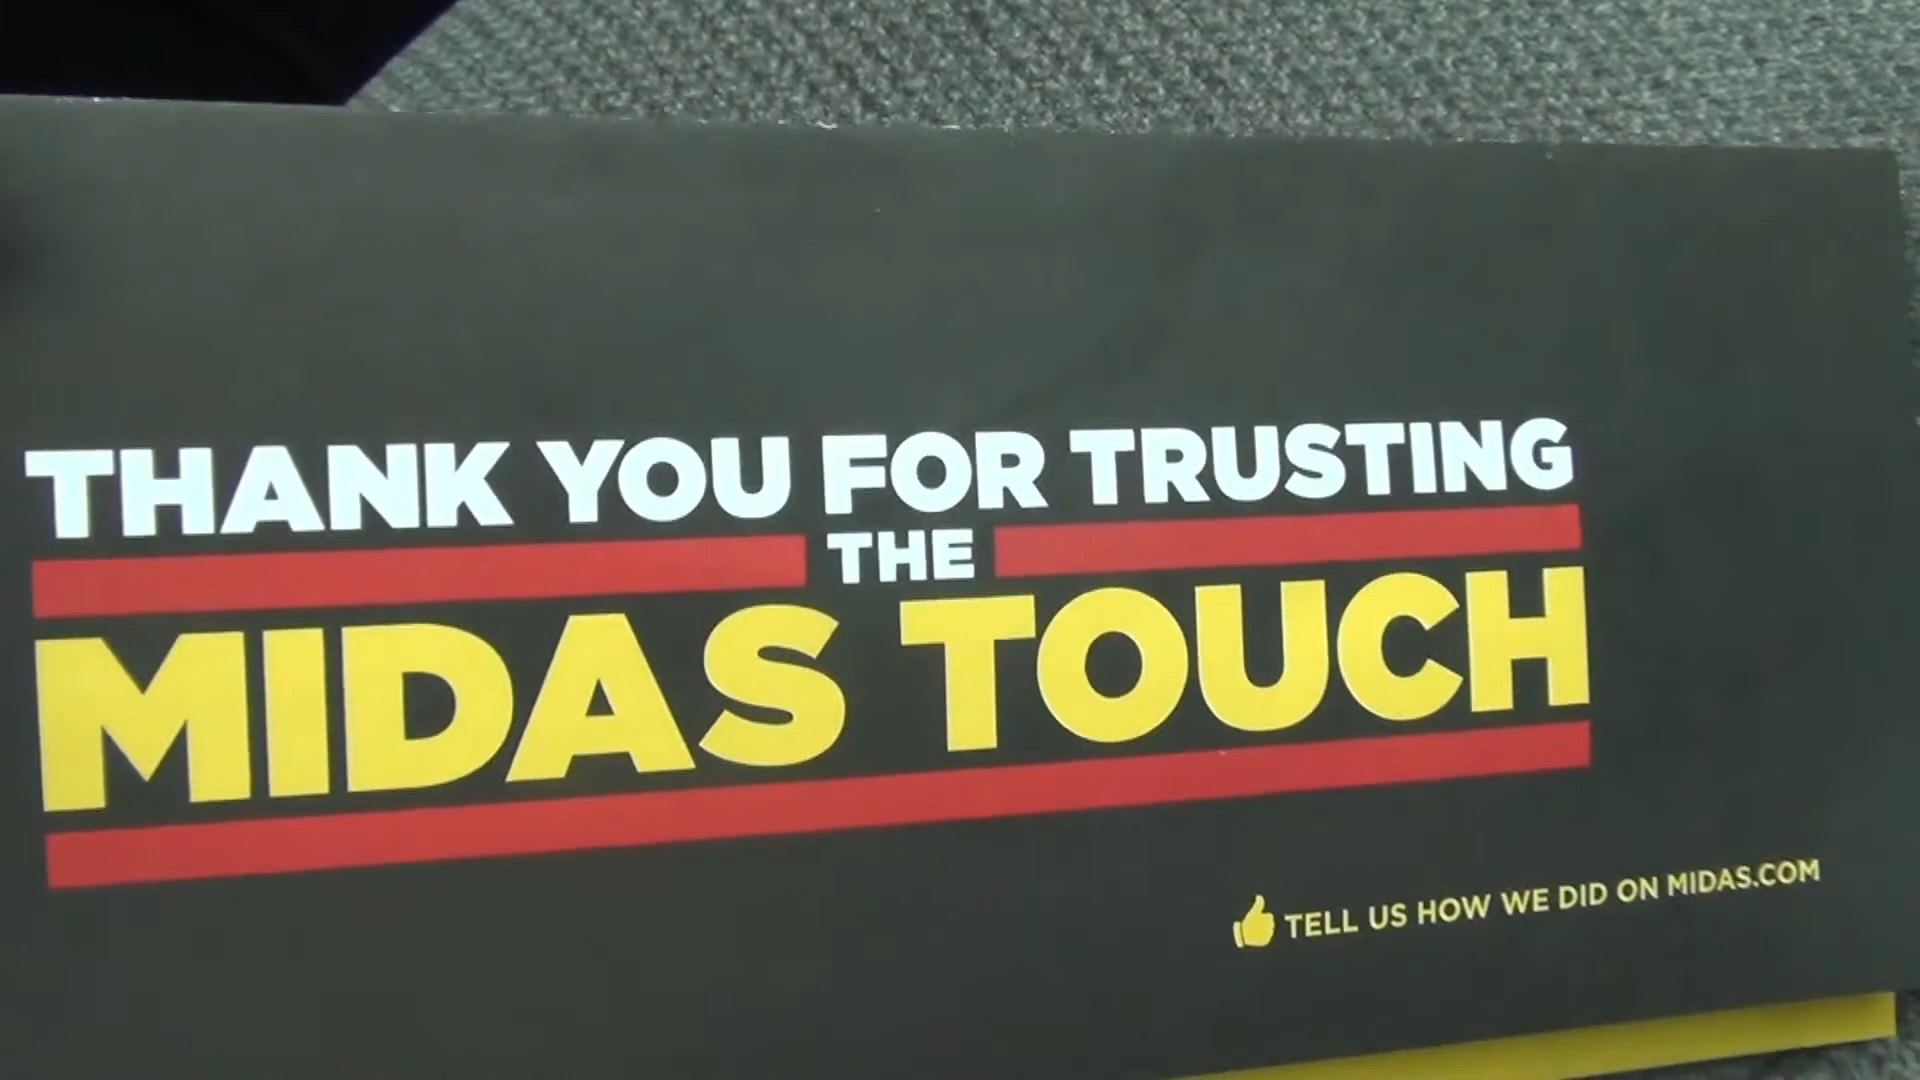 THANK YOU FOR TRUSTING
THE
MIDAS TOUCH
TELL US HOW WE DID ON MIDAS.COM